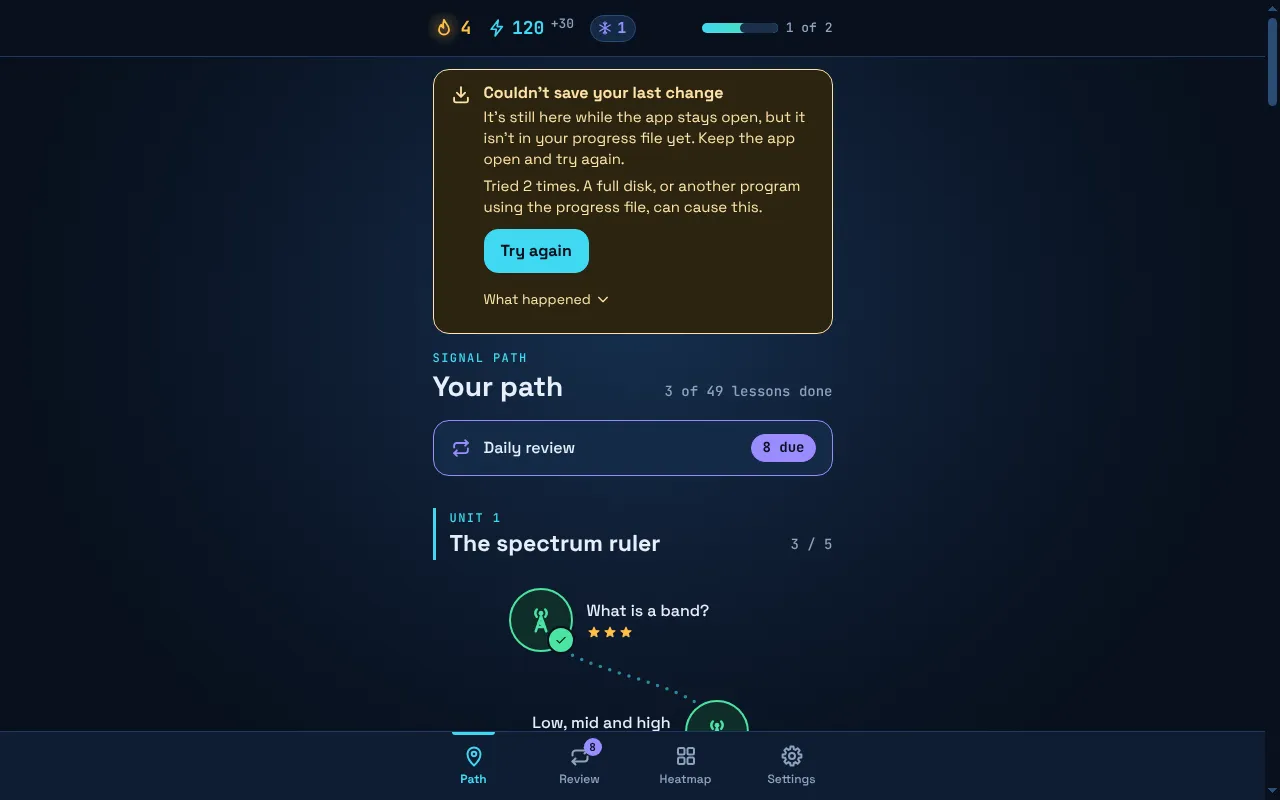 4 120 +30 1 1 of 2
Couldn't save your last change
It's still here while the app stays open, but it
isn't in your progress file yet. Keep the app
open and try again.
Tried 2 times. A full disk, or another program
using the progress file, can cause this.
Try again
What happened
SIGNAL PATH
Your path 3 of 49 lessons done
Daily review 8 due
UNIT 1
The spectrum ruler 3 / 5
What is a band?
Low, mid and high
8
Path Review Heatmap Settings